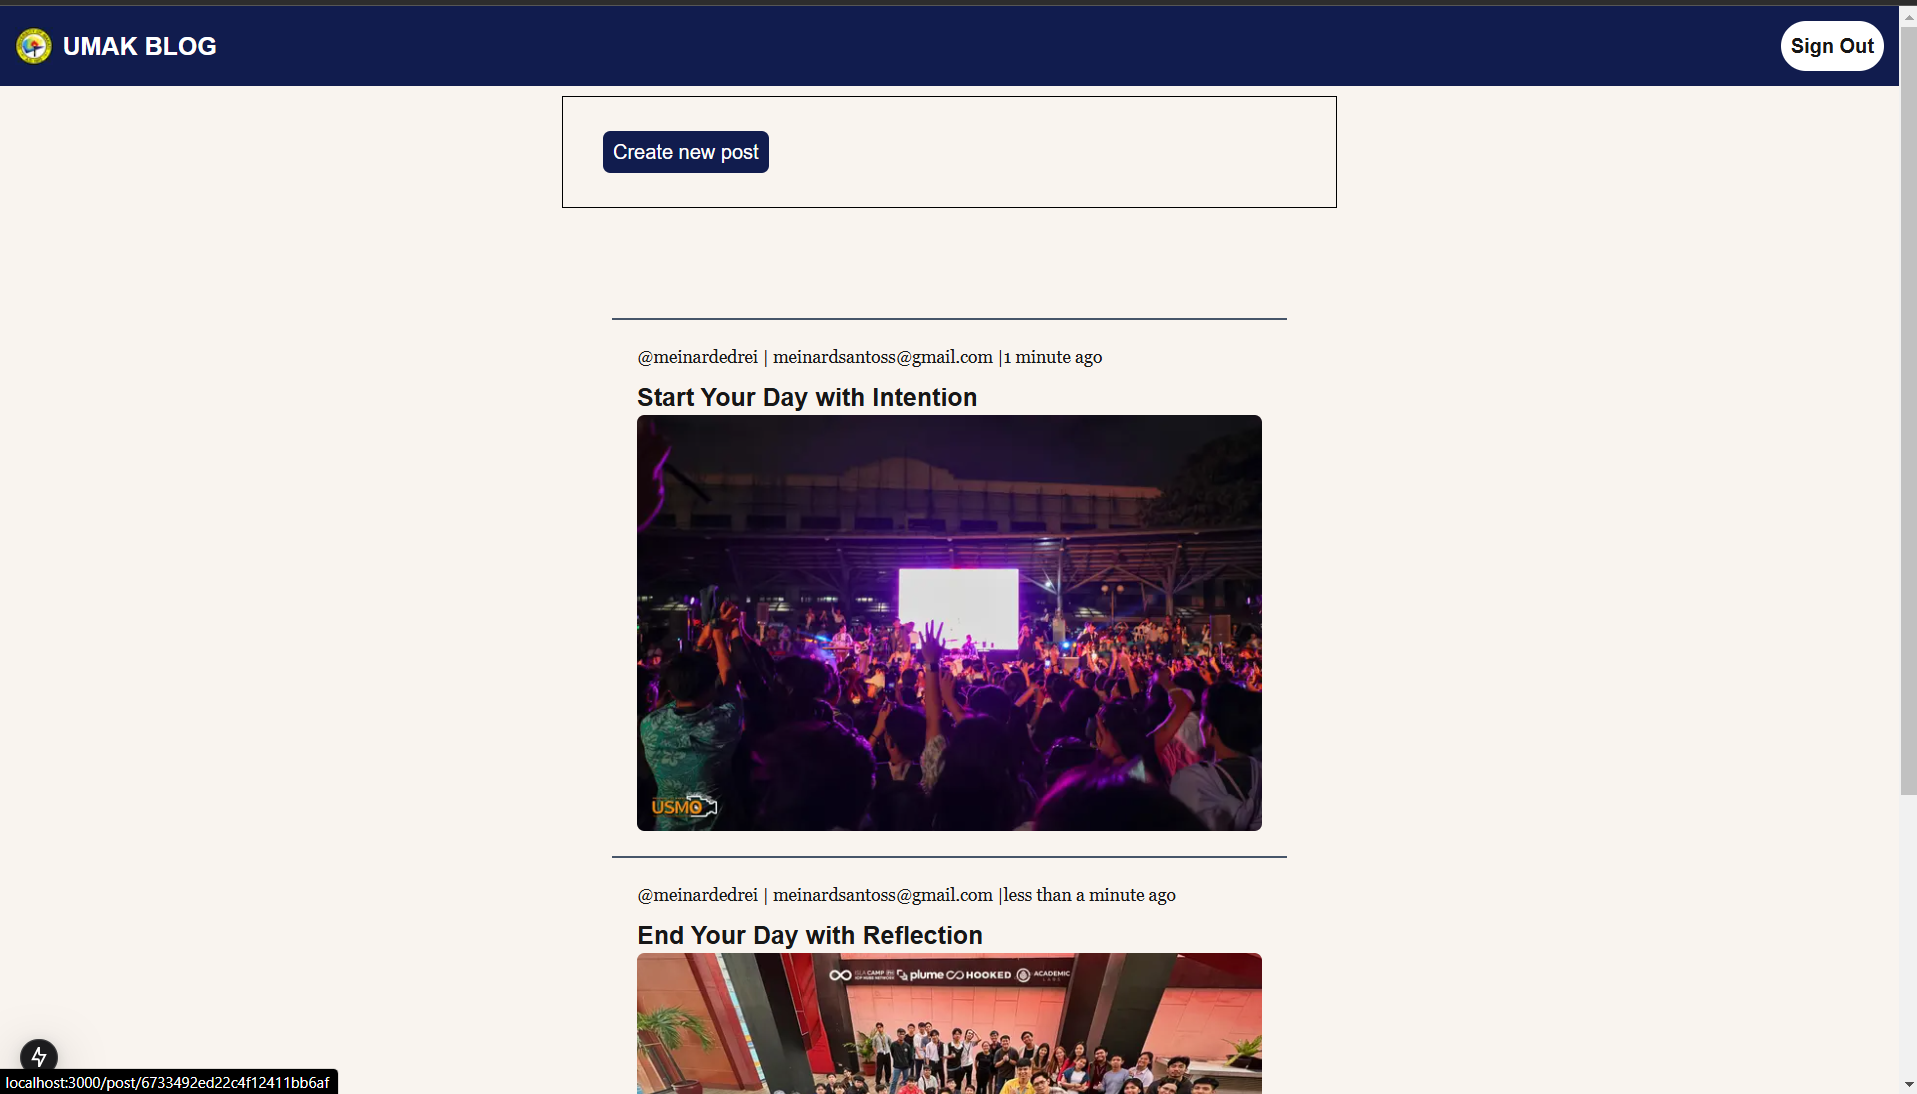 UMAK BLOG
Sign Out
Create new post
@meinardedrei | meinardsantoss@gmail.com |1 minute ago
Start Your Day with Intention
USMO
@meinardedrei | meinardsantoss@gmail.com |less than a minute ago
End Your Day with Reflection
plume HOOKED ACADEMIC
localhost:3000/post/6733492ed22c4f12411bb6af